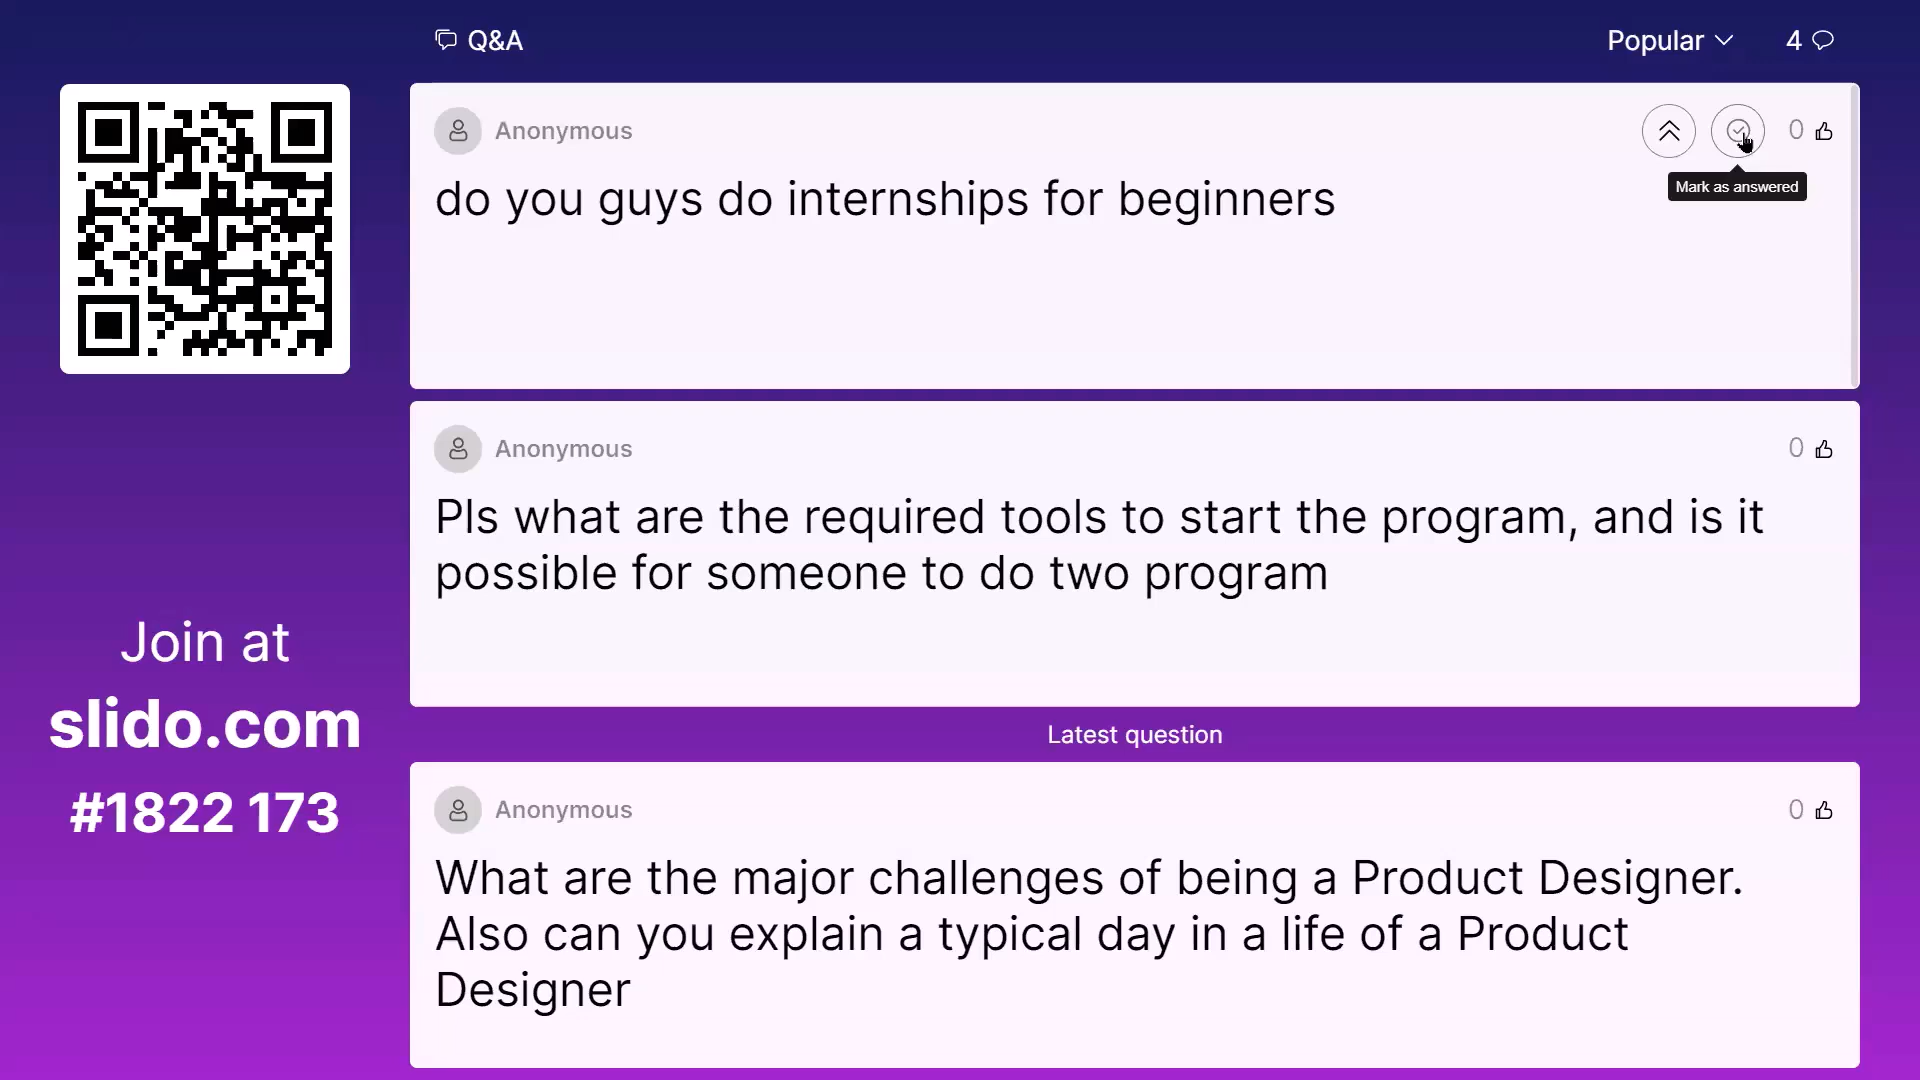 Q&A
Popular
4
Anonymous
0
Mark as answered
do you guys do internships for beginners
Anonymous
0
Pls what are the required tools to start the program, and is it
possible for someone to do two program
Join at
slido.com
#1822 173
Latest question
Anonymous
0
What are the major challenges of being a Product Designer.
Also can you explain a typical day in a life of a Product
Designer